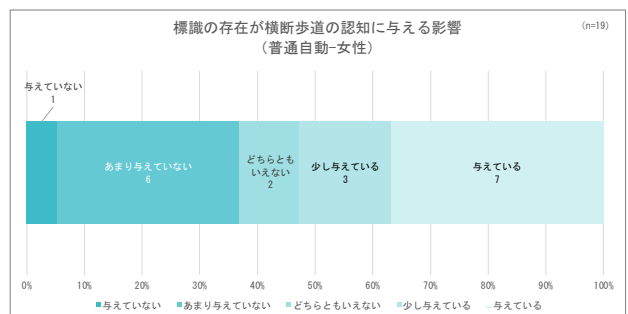 標識の存在が横断歩道の認知に与える影響
（普通自動-女性）
(n=19)
与えていない
1
あまり与えていない
6
どちらとも
いえない
2
少し与えている
3
与えている
7
0% 10% 20% 30% 40% 50% 60% 70% 80% 90% 100%
与えていない あまり与えていない どちらともいえない 少し与えている 与えている